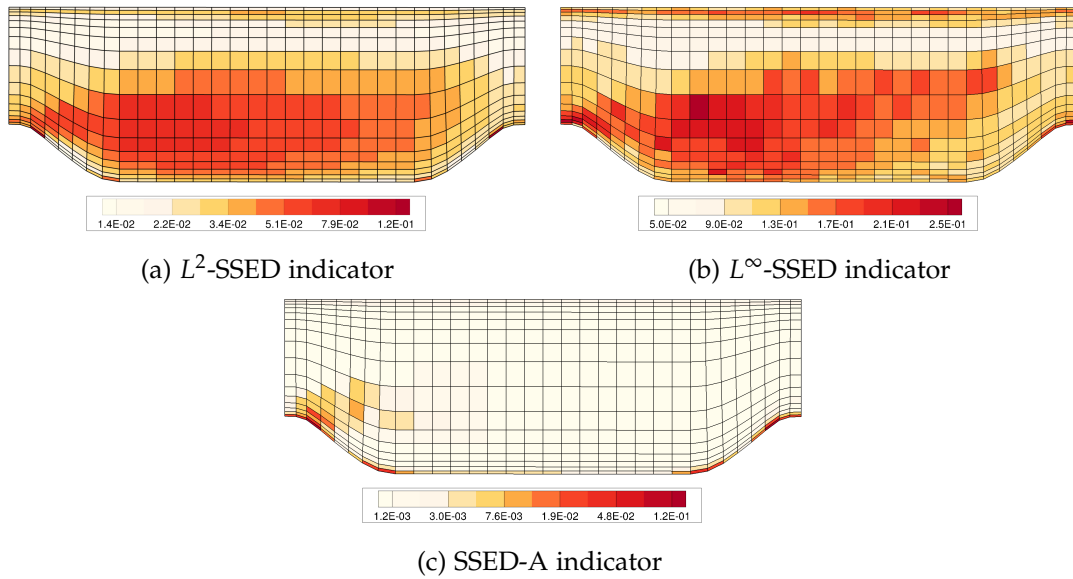 1.4E-02 2.2E-02 3.4E-02 5.1E-02 7.9E-02 1.2E-01
5.0E-02 9.0E-02 1.3E-01 1.7E-01 2.1E-01 2.5E-01
(a) L²-SSED indicator
(b) L∞-SSED indicator
1.2E-03 3.0E-03 7.6E-03 1.9E-02 4.8E-02 1.2E-01
(c) SSED-A indicator